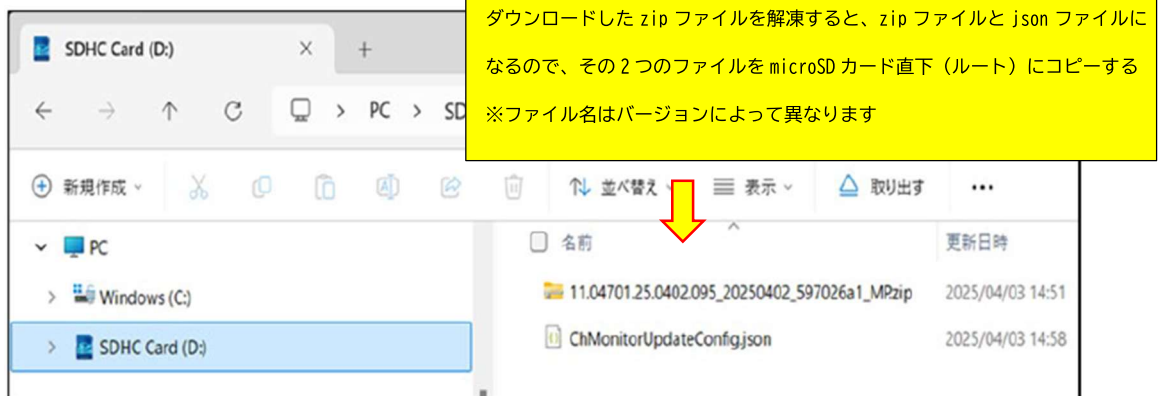 ダウンロードした zip ファイルを解凍すると、zip ファイルと json ファイルに
なるので、その2つのファイルを microSD カード直下（ルート）にコピーする
※ファイル名はバージョンによって異なります
SDHC Card (D:)
PC > SD
新規作成
並べ替え
表示
取り出す
PC
Windows (C:)
SDHC Card (D:)
名前 更新日時
11.04701.25.0402.095_20250402_597026a1_MP.zip 2025/04/03 14:51
ChMonitorUpdateConfig.json 2025/04/03 14:58